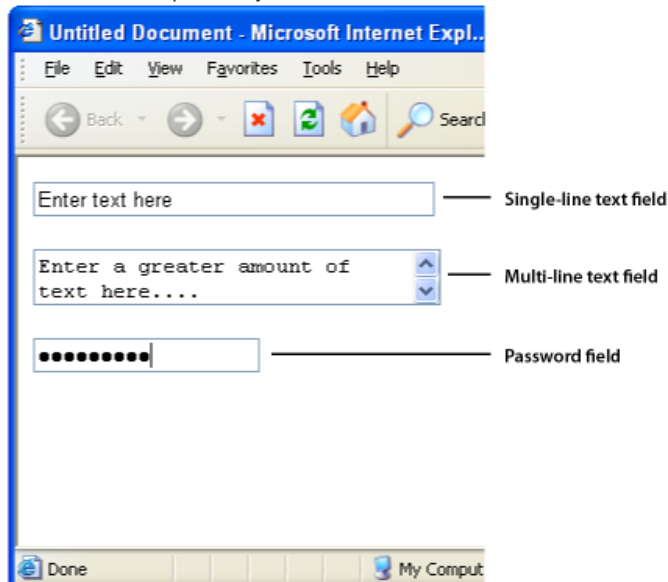 Untitled Document - Microsoft Internet Expl..
File Edit View Favorites Tools Help
Back Search
Enter text here
Single-line text field
Enter a greater amount of
text here....
Multi-line text field
•••••••••
Password field
Done My Comput